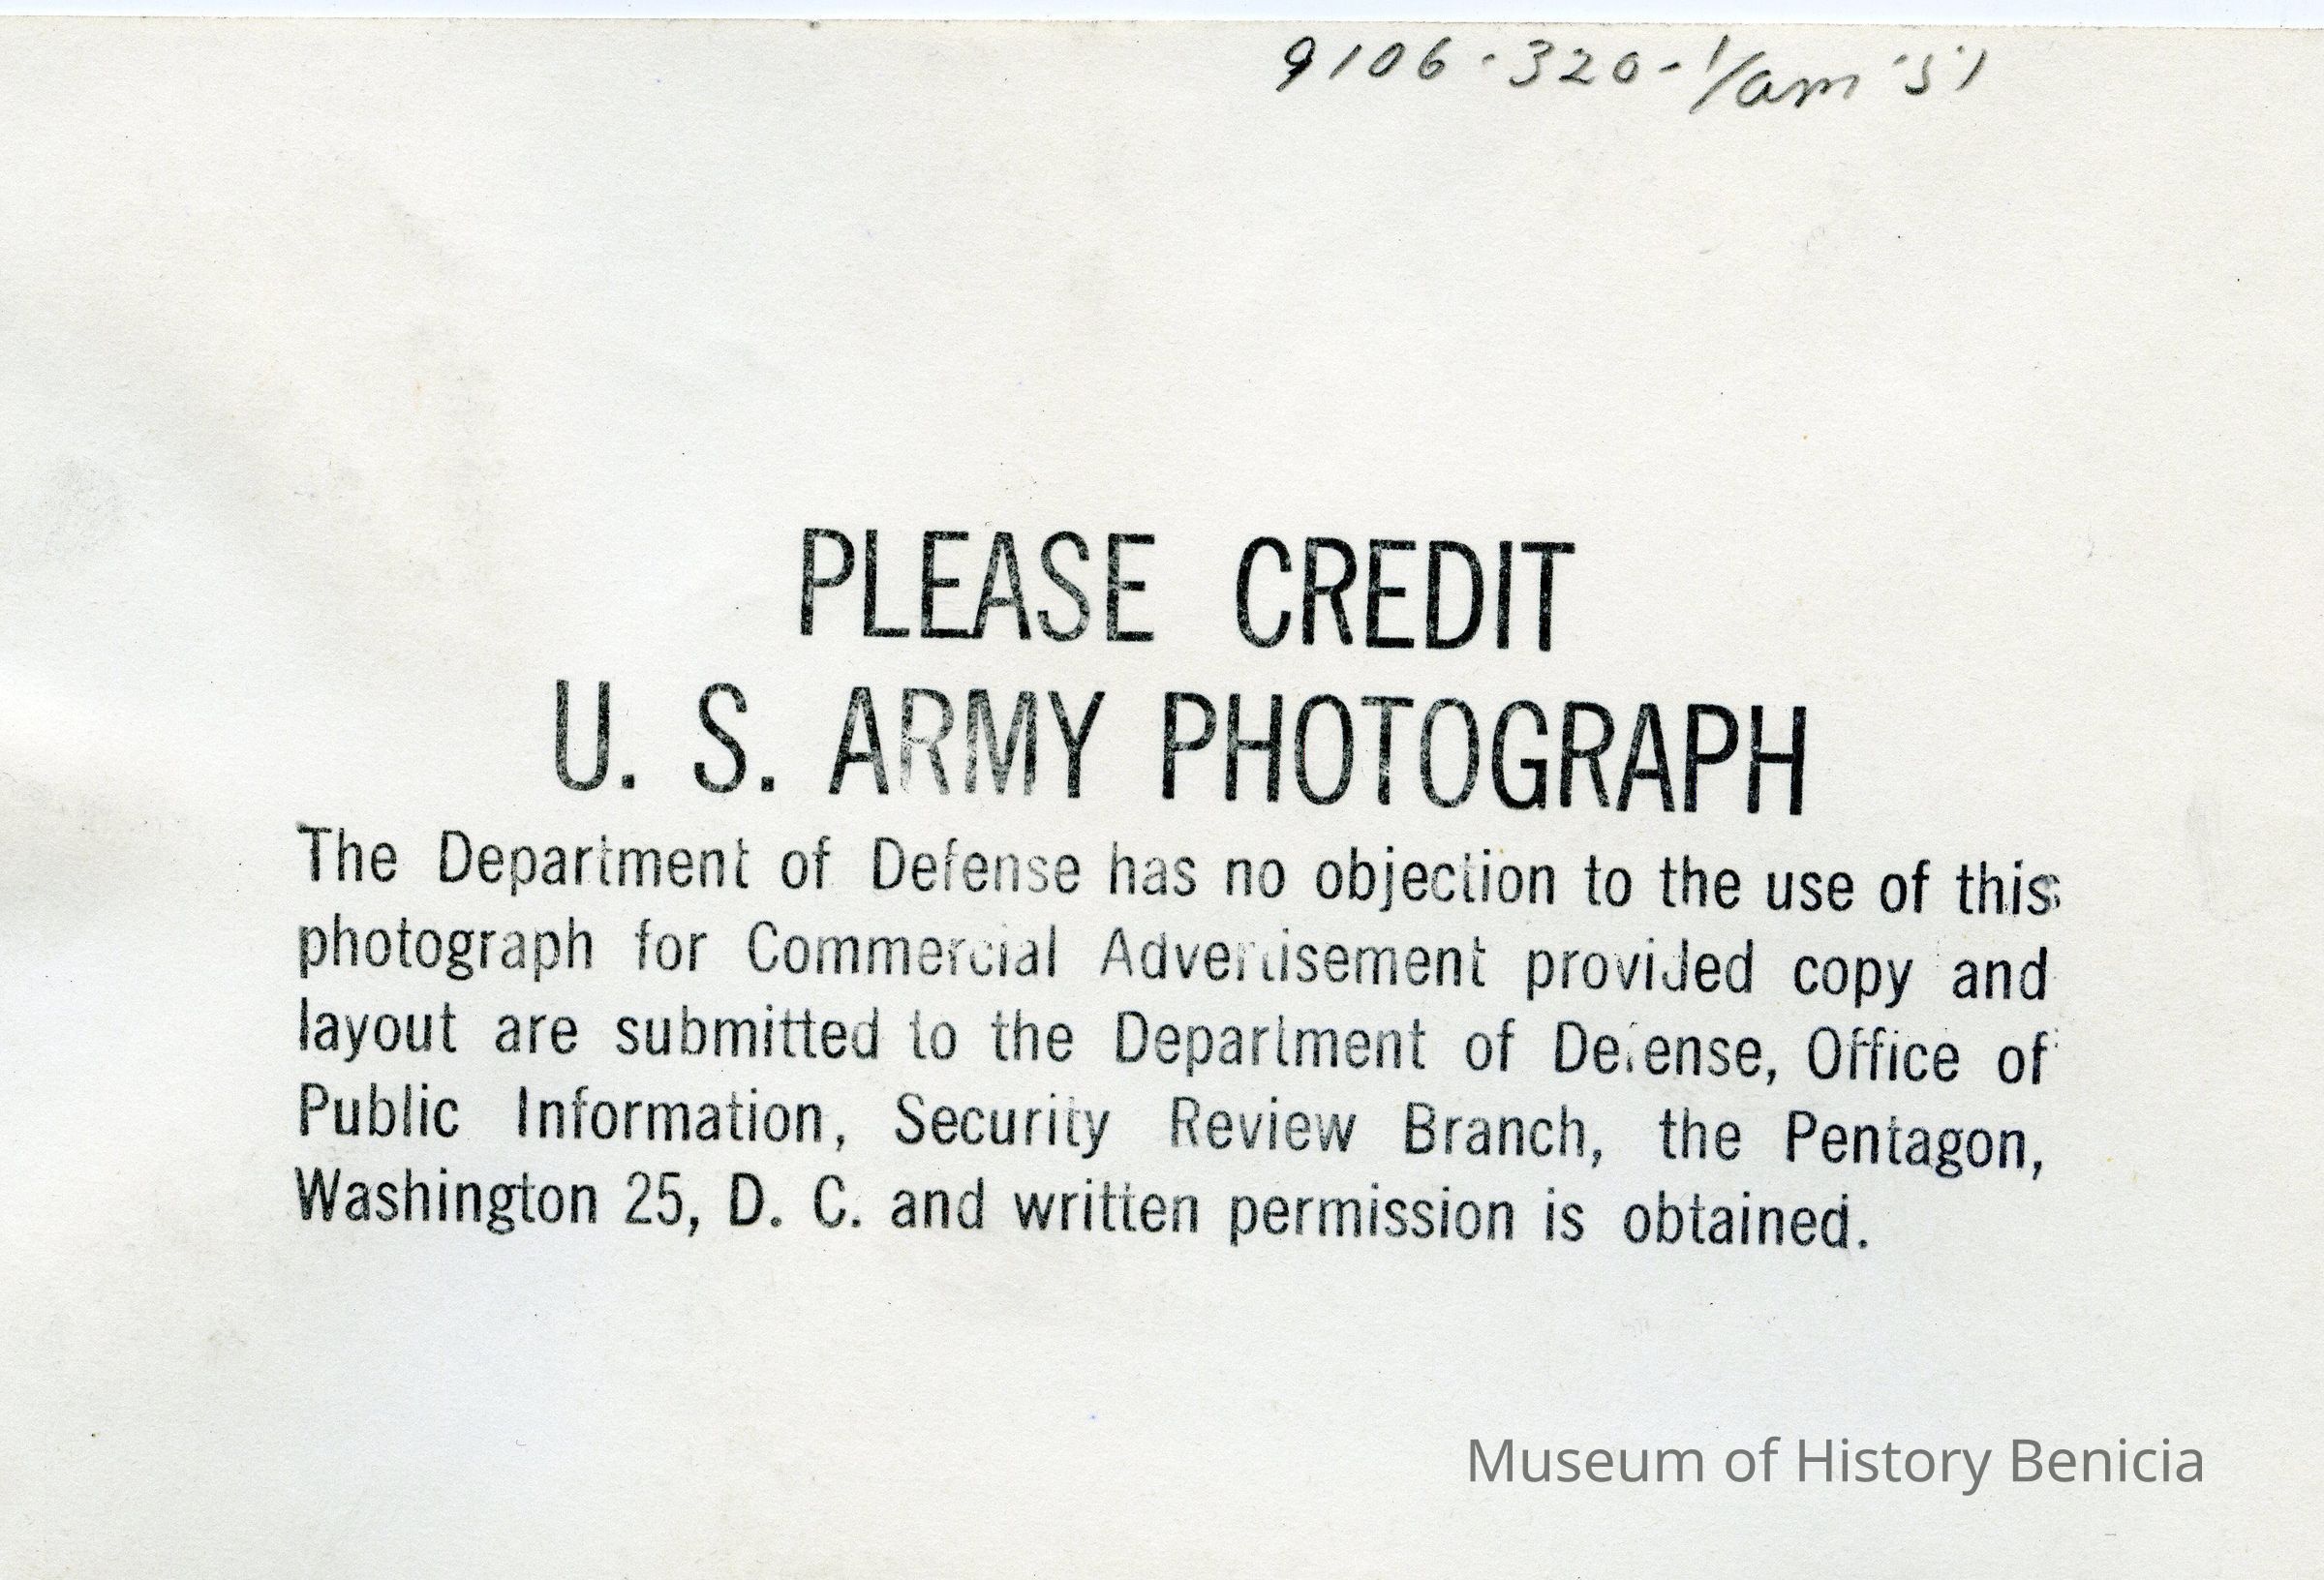 9106-320-1/am '51
PLEASE CREDIT
U. S. ARMY PHOTOGRAPH
The Department of Defense has no objection to the use of this
photograph for Commercial Advertisement provided copy and
layout are submitted to the Department of Defense, Office of
Public Information, Security Review Branch, the Pentagon,
Washington 25, D. C. and written permission is obtained.
Museum of History Benicia